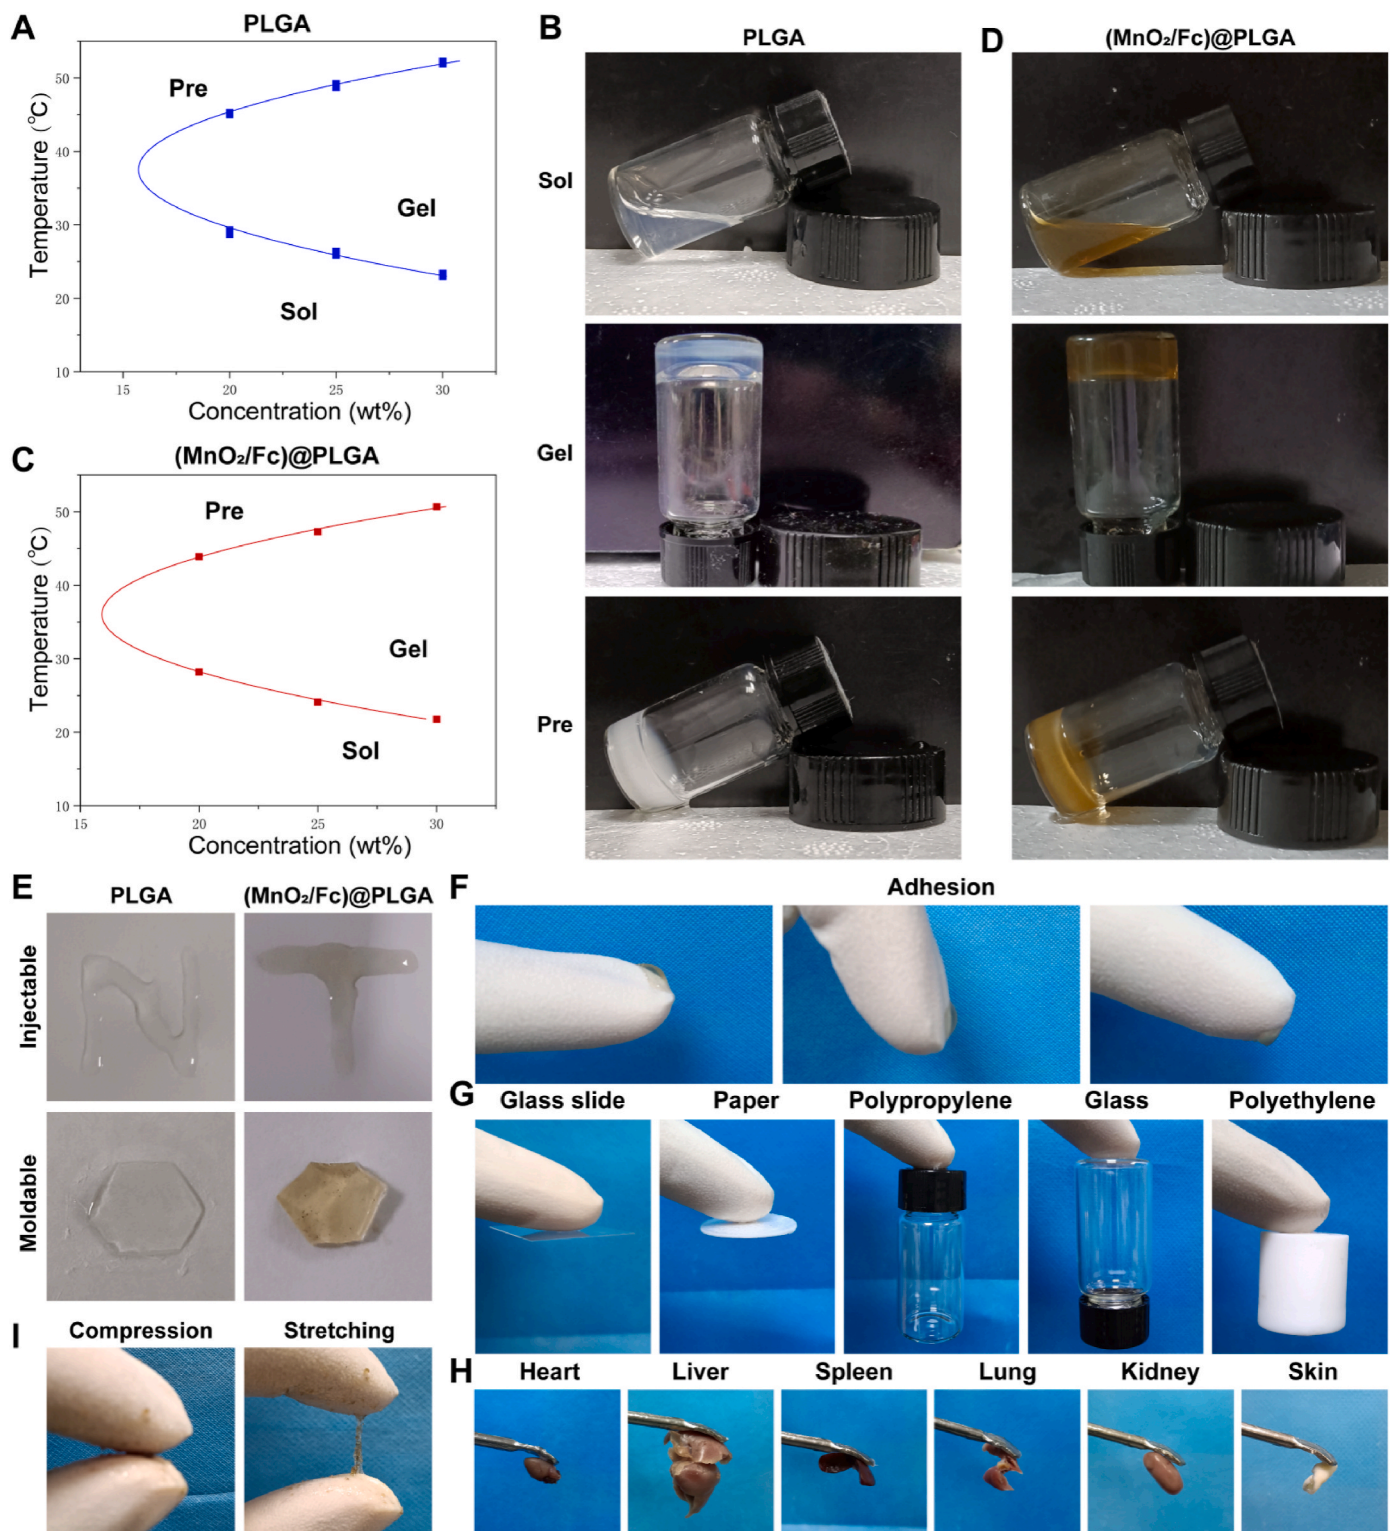 A
PLGA
50
40
30
20
10
15
20
25
30
Temperature (℃)
Concentration (wt%)
Pre
Gel
Sol
B
PLGA
Sol
Gel
Pre
D
(MnO₂/Fc)@PLGA
C
(MnO₂/Fc)@PLGA
50
40
30
20
10
15
20
25
30
Temperature (℃)
Concentration (wt%)
Pre
Gel
Sol
E
PLGA
(MnO₂/Fc)@PLGA
Injectable
Moldable
F
Adhesion
G
Glass slide
Paper
Polypropylene
Glass
Polyethylene
I
Compression
Stretching
H
Heart
Liver
Spleen
Lung
Kidney
Skin